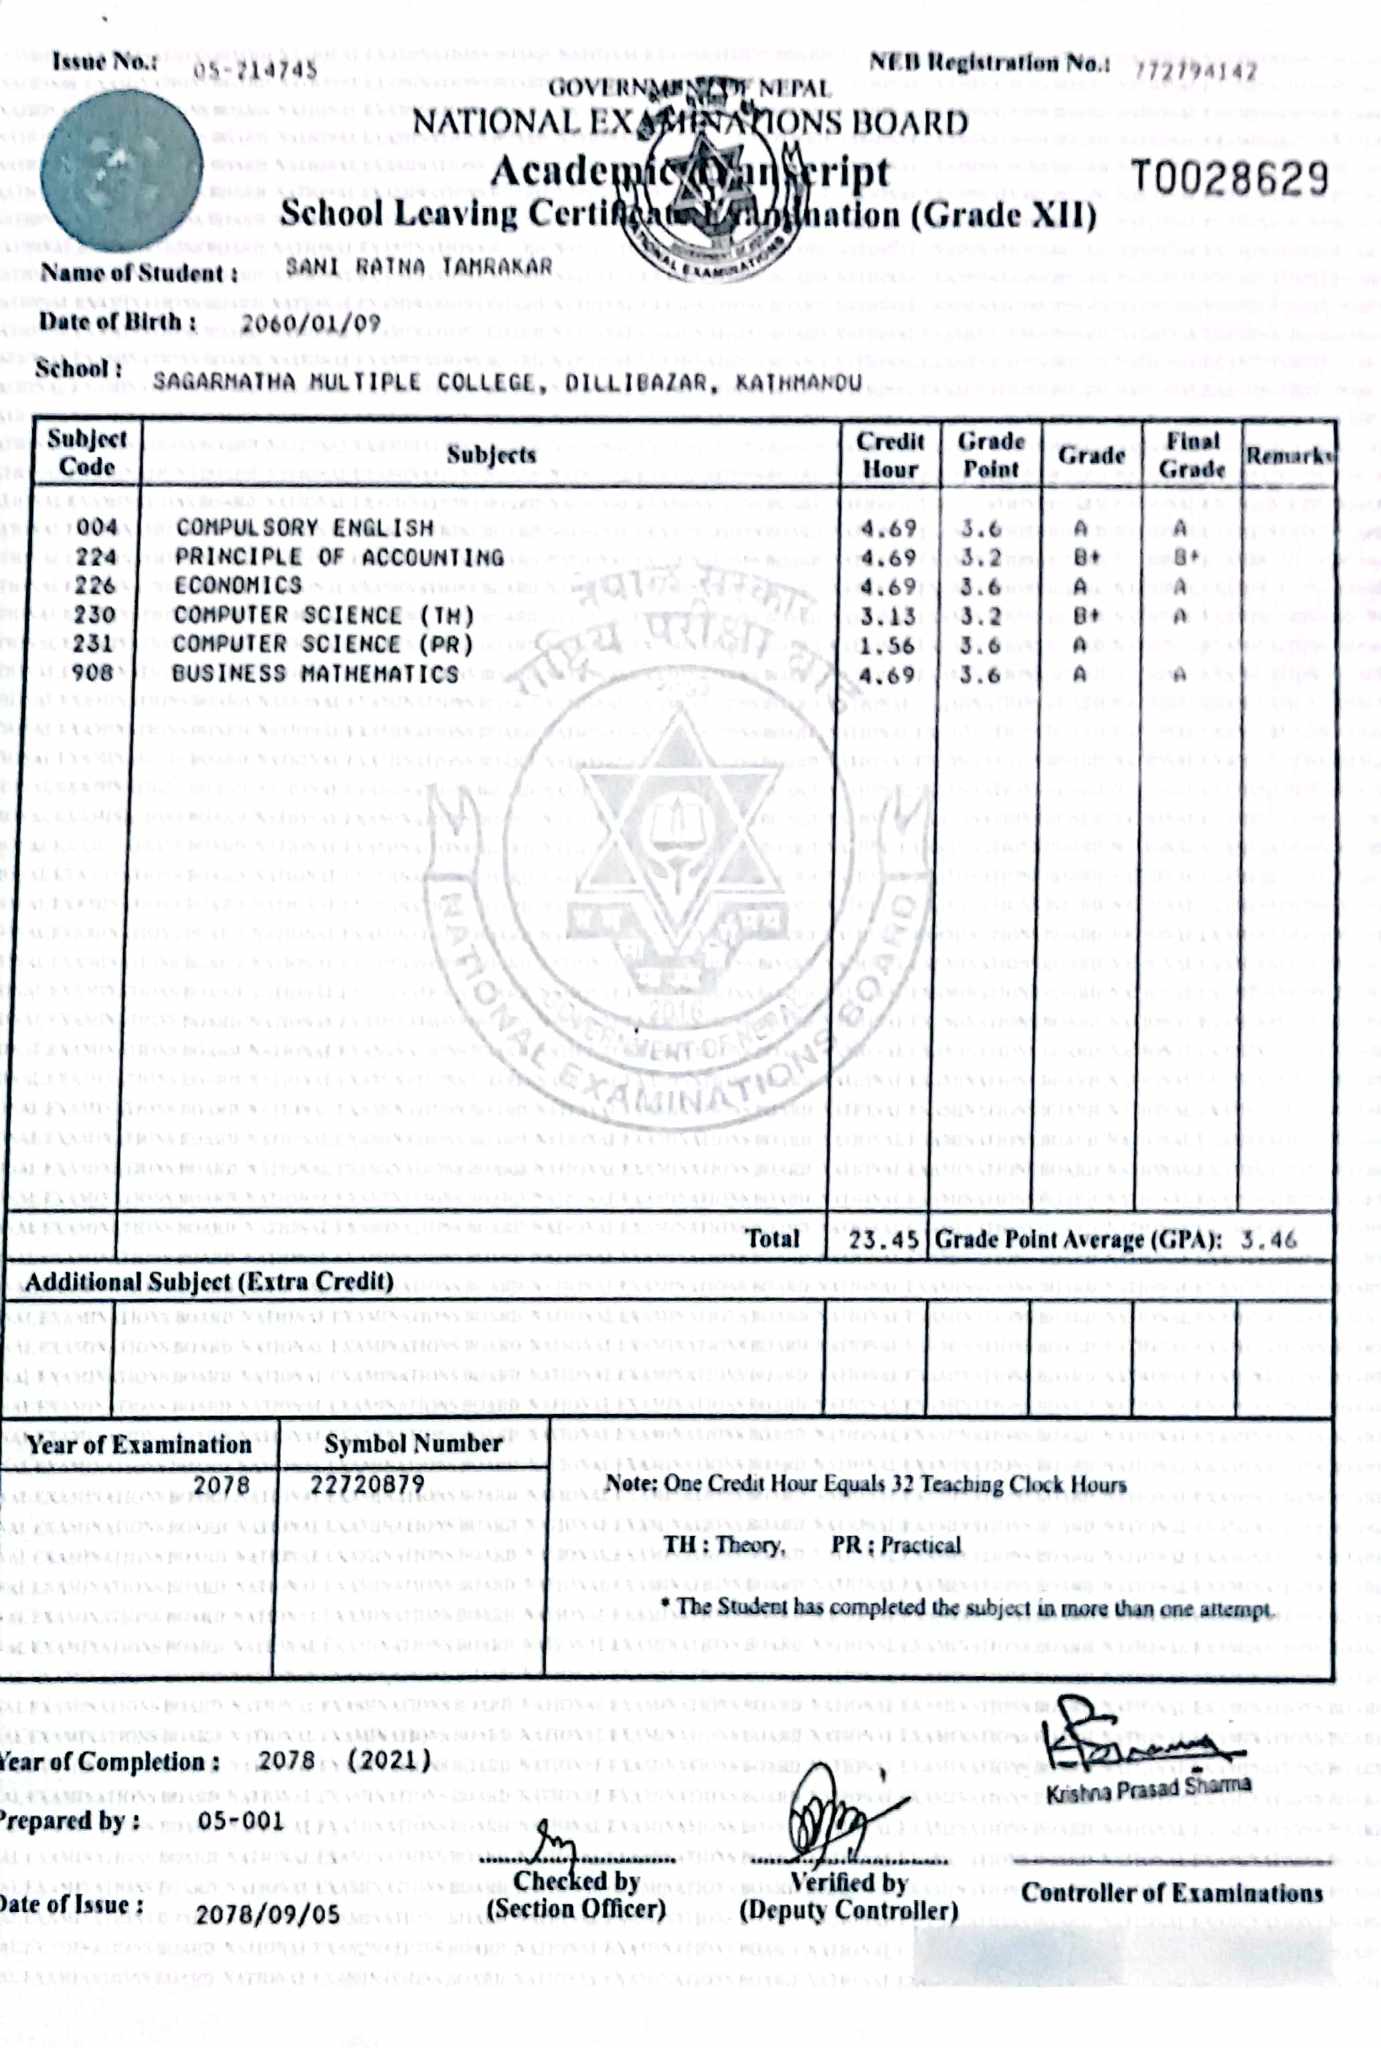 Issue No.: 05-714745
NEB Registration No.: 772794142
GOVERNMENT OF NEPAL
NATIONAL EXAMINATIONS BOARD
Academic Transcript
T0028629
School Leaving Certificate Examination (Grade XII)
Name of Student : SANI RATNA TAMRAKAR
Date of Birth : 2060/01/09
School : SAGARMATHA MULTIPLE COLLEGE, DILLIBAZAR, KATHMANDU
Subject Code Subjects Credit Hour Grade Point Grade Final Grade Remarks
004 COMPULSORY ENGLISH 4.69 3.6 A A
224 PRINCIPLE OF ACCOUNTING 4.69 3.2 B+ B+
226 ECONOMICS 4.69 3.6 A A
230 COMPUTER SCIENCE (TH) 3.13 3.2 B+ A
231 COMPUTER SCIENCE (PR) 1.56 3.6 A
908 BUSINESS MATHEMATICS 4.69 3.6 A A
2016
GOVERNMENT OF NEPAL
NATIONAL EXAMINATIONS BOARD
Total 23.45 Grade Point Average (GPA): 3.46
Additional Subject (Extra Credit)
Year of Examination Symbol Number
2078 22720879
Note: One Credit Hour Equals 32 Teaching Clock Hours
TH : Theory, PR : Practical
* The Student has completed the subject in more than one attempt.
Year of Completion : 2078 (2021)
Krishna Prasad Sharma
Prepared by : 05-001
Checked by
(Section Officer)
Verified by
(Deputy Controller)
Controller of Examinations
Date of Issue : 2078/09/05